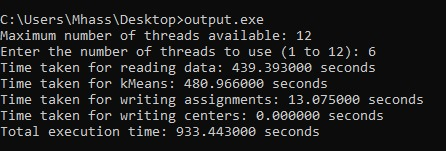 C:\Users\Mhass\Desktop>output.exe
Maximum number of threads available: 12
Enter the number of threads to use (1 to 12): 6
Time taken for reading data: 439.393000 seconds
Time taken for kMeans: 480.966000 seconds
Time taken for writing assignments: 13.075000 seconds
Time taken for writing centers: 0.000000 seconds
Total execution time: 933.443000 seconds